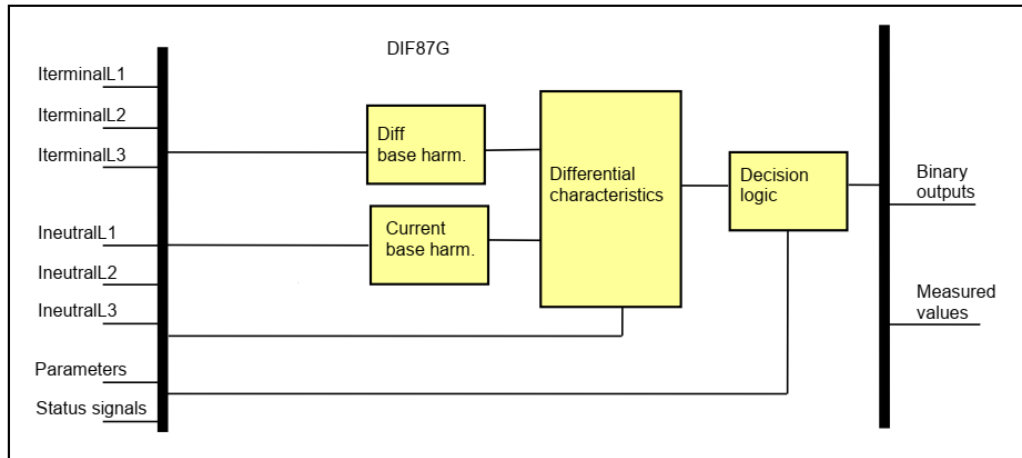 DIF87G
IterminalL1
IterminalL2
IterminalL3
IneutralL1
IneutralL2
IneutralL3
Parameters
Status signals
Diff
base harm.
Current
base harm.
Differential
characteristics
Decision
logic
Binary
outputs
Measured
values